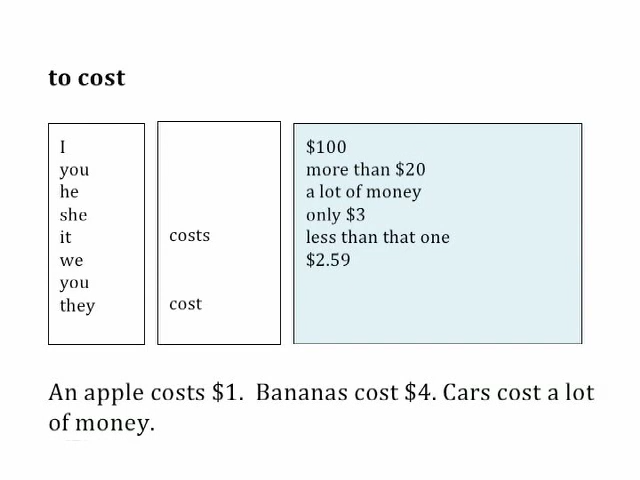 to cost
I
you
he
she
it
we
you
they
costs
cost
$100
more than $20
a lot of money
only $3
less than that one
$2.59
An apple costs $1.  Bananas cost $4. Cars cost a lot
of money.